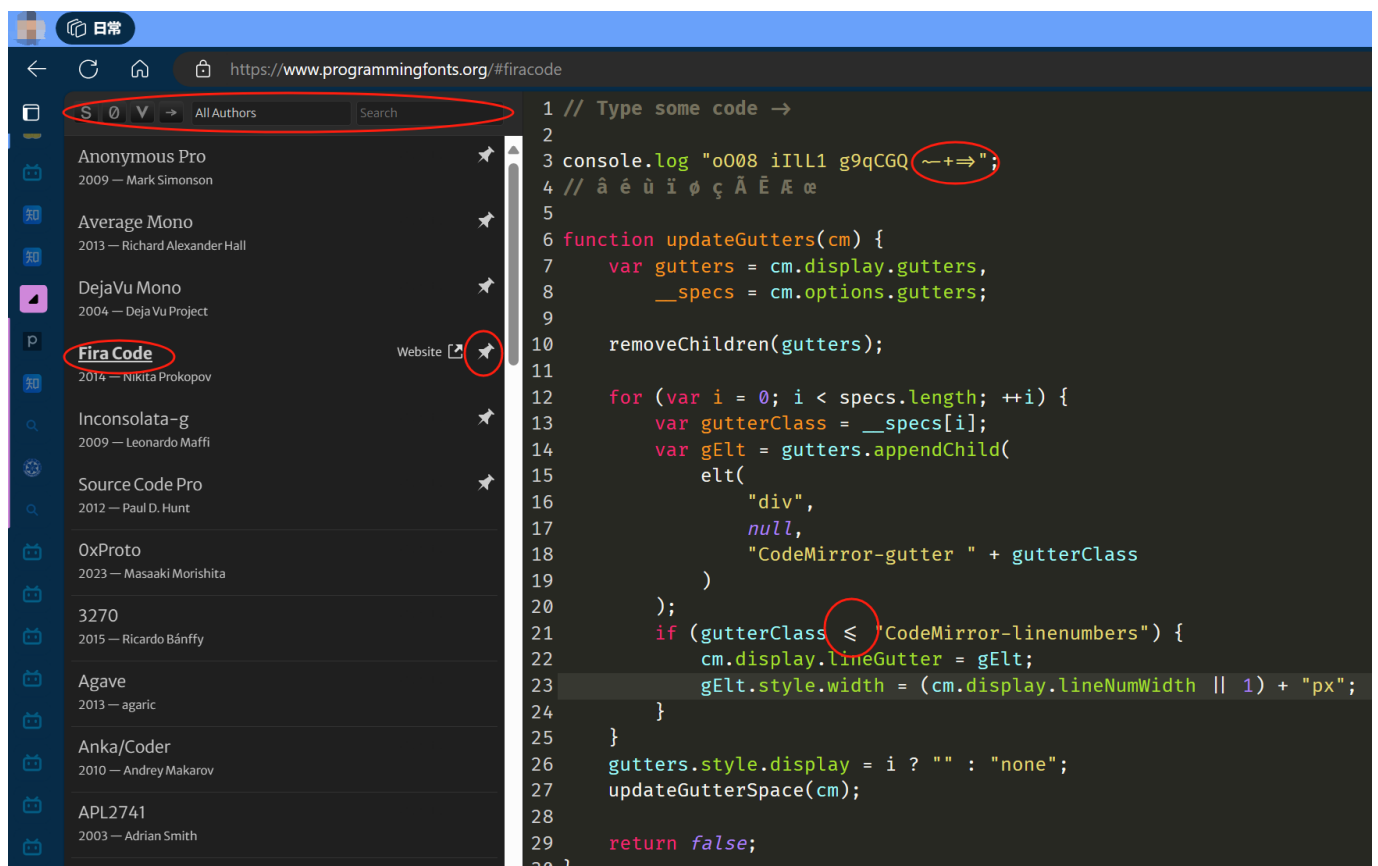 日常
https://www.programmingfonts.org/#firacode
S Ø V → All Authors Search
Anonymous Pro
2009 — Mark Simonson
Average Mono
2013 — Richard Alexander Hall
DejaVu Mono
2004 — DejaVu Project
Fira Code Website
2014 — Nikita Prokopov
Inconsolata-g
2009 — Leonardo Maffi
Source Code Pro
2012 — Paul D. Hunt
0xProto
2023 — Masaaki Morishita
3270
2015 — Ricardo Bánffy
Agave
2013 — agaric
Anka/Coder
2010 — Andrey Makarov
APL2741
2003 — Adrian Smith
知
知
p
知
1 // Type some code →
2
3 console.log "oO08 iIlL1 g9qCGQ ~-+⇒";
4 // â é ù ï ø ç Ã Ē Æ œ
5
6 function updateGutters(cm) {
7     var gutters = cm.display.gutters,
8         __specs = cm.options.gutters;
9
10     removeChildren(gutters);
11
12     for (var i = 0; i < specs.length; ++i) {
13         var gutterClass = __specs[i];
14         var gElt = gutters.appendChild(
15             elt(
16                 "div",
17                 null,
18                 "CodeMirror-gutter " + gutterClass
19             )
20         );
21         if (gutterClass ⩽ "CodeMirror-linenumbers") {
22             cm.display.lineGutter = gElt;
23             gElt.style.width = (cm.display.lineNumWidth || 1) + "px";
24         }
25     }
26     gutters.style.display = i ? "" : "none";
27     updateGutterSpace(cm);
28
29     return false;